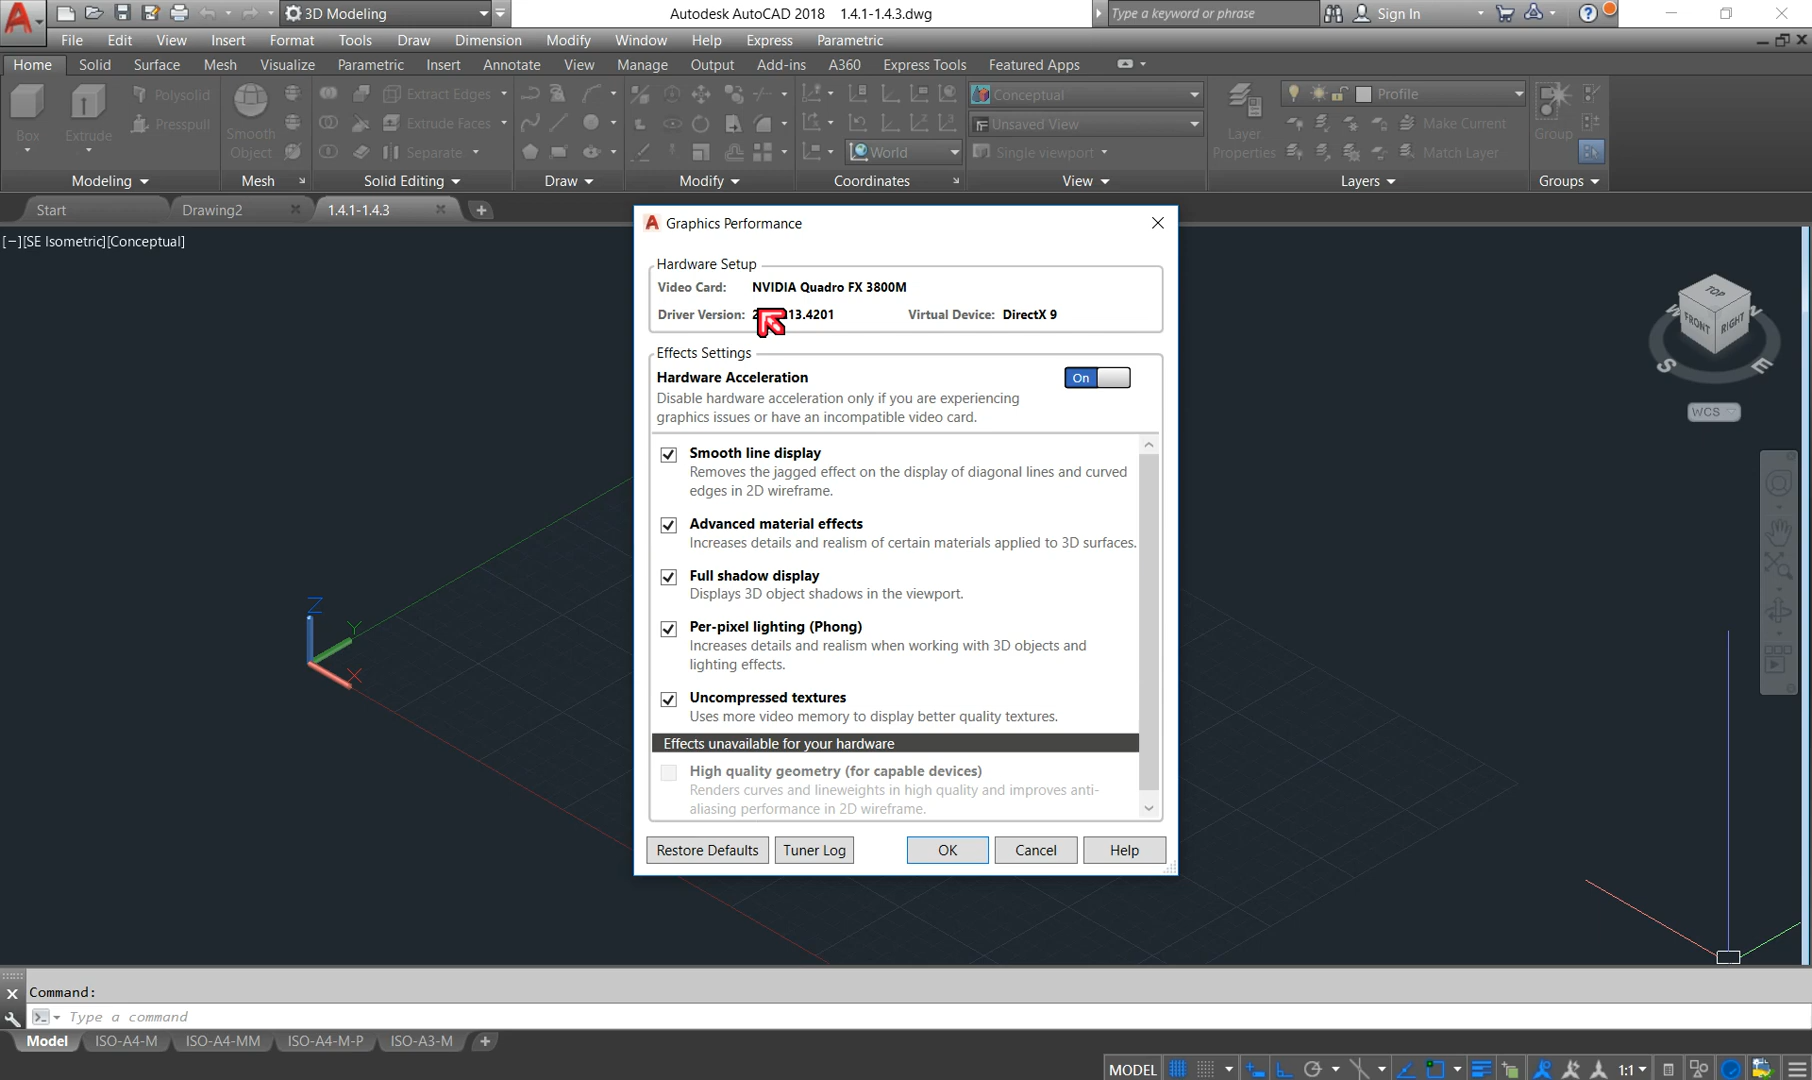 3D Modeling
Autodesk AutoCAD 2018 1.4.1-1.4.3.dwg
Type a keyword or phrase
Sign In
File Edit View Insert Format Tools Draw Dimension Modify Window Help Express Parametric
Home Solid Surface Mesh Visualize Parametric Insert Annotate View Manage Output Add-ins A360 Express Tools Featured Apps
Box
Extrude
Polysolid
Presspull
Smooth
Object
Extract Edges
Extrude Faces
Separate
World
Conceptual
Unsaved View
Single viewport
Layer
Properties
Profile
Make Current
Match Layer
Group
Modeling Mesh Solid Editing Draw Modify Coordinates View Layers Groups
Start Drawing2 1.4.1-1.4.3
[−][SE Isometric][Conceptual]
Graphics Performance
Hardware Setup
Video Card: NVIDIA Quadro FX 3800M
Driver Version: 13.4201 Virtual Device: DirectX 9
Effects Settings
Hardware Acceleration On
Disable hardware acceleration only if you are experiencing
graphics issues or have an incompatible video card.
Smooth line display
Removes the jagged effect on the display of diagonal lines and curved
edges in 2D wireframe.
Advanced material effects
Increases details and realism of certain materials applied to 3D surfaces.
Full shadow display
Displays 3D object shadows in the viewport.
Per-pixel lighting (Phong)
Increases details and realism when working with 3D objects and
lighting effects.
Uncompressed textures
Uses more video memory to display better quality textures.
Effects unavailable for your hardware
High quality geometry (for capable devices)
Renders curves and lineweights in high quality and improves anti-
aliasing performance in 2D wireframe.
Restore Defaults Tuner Log OK Cancel Help
TOP
FRONT RIGHT
W N
S E
WCS
Z
Y
X
Command:
Type a command
Model ISO-A4-M ISO-A4-MM ISO-A4-M-P ISO-A3-M
MODEL 1:1